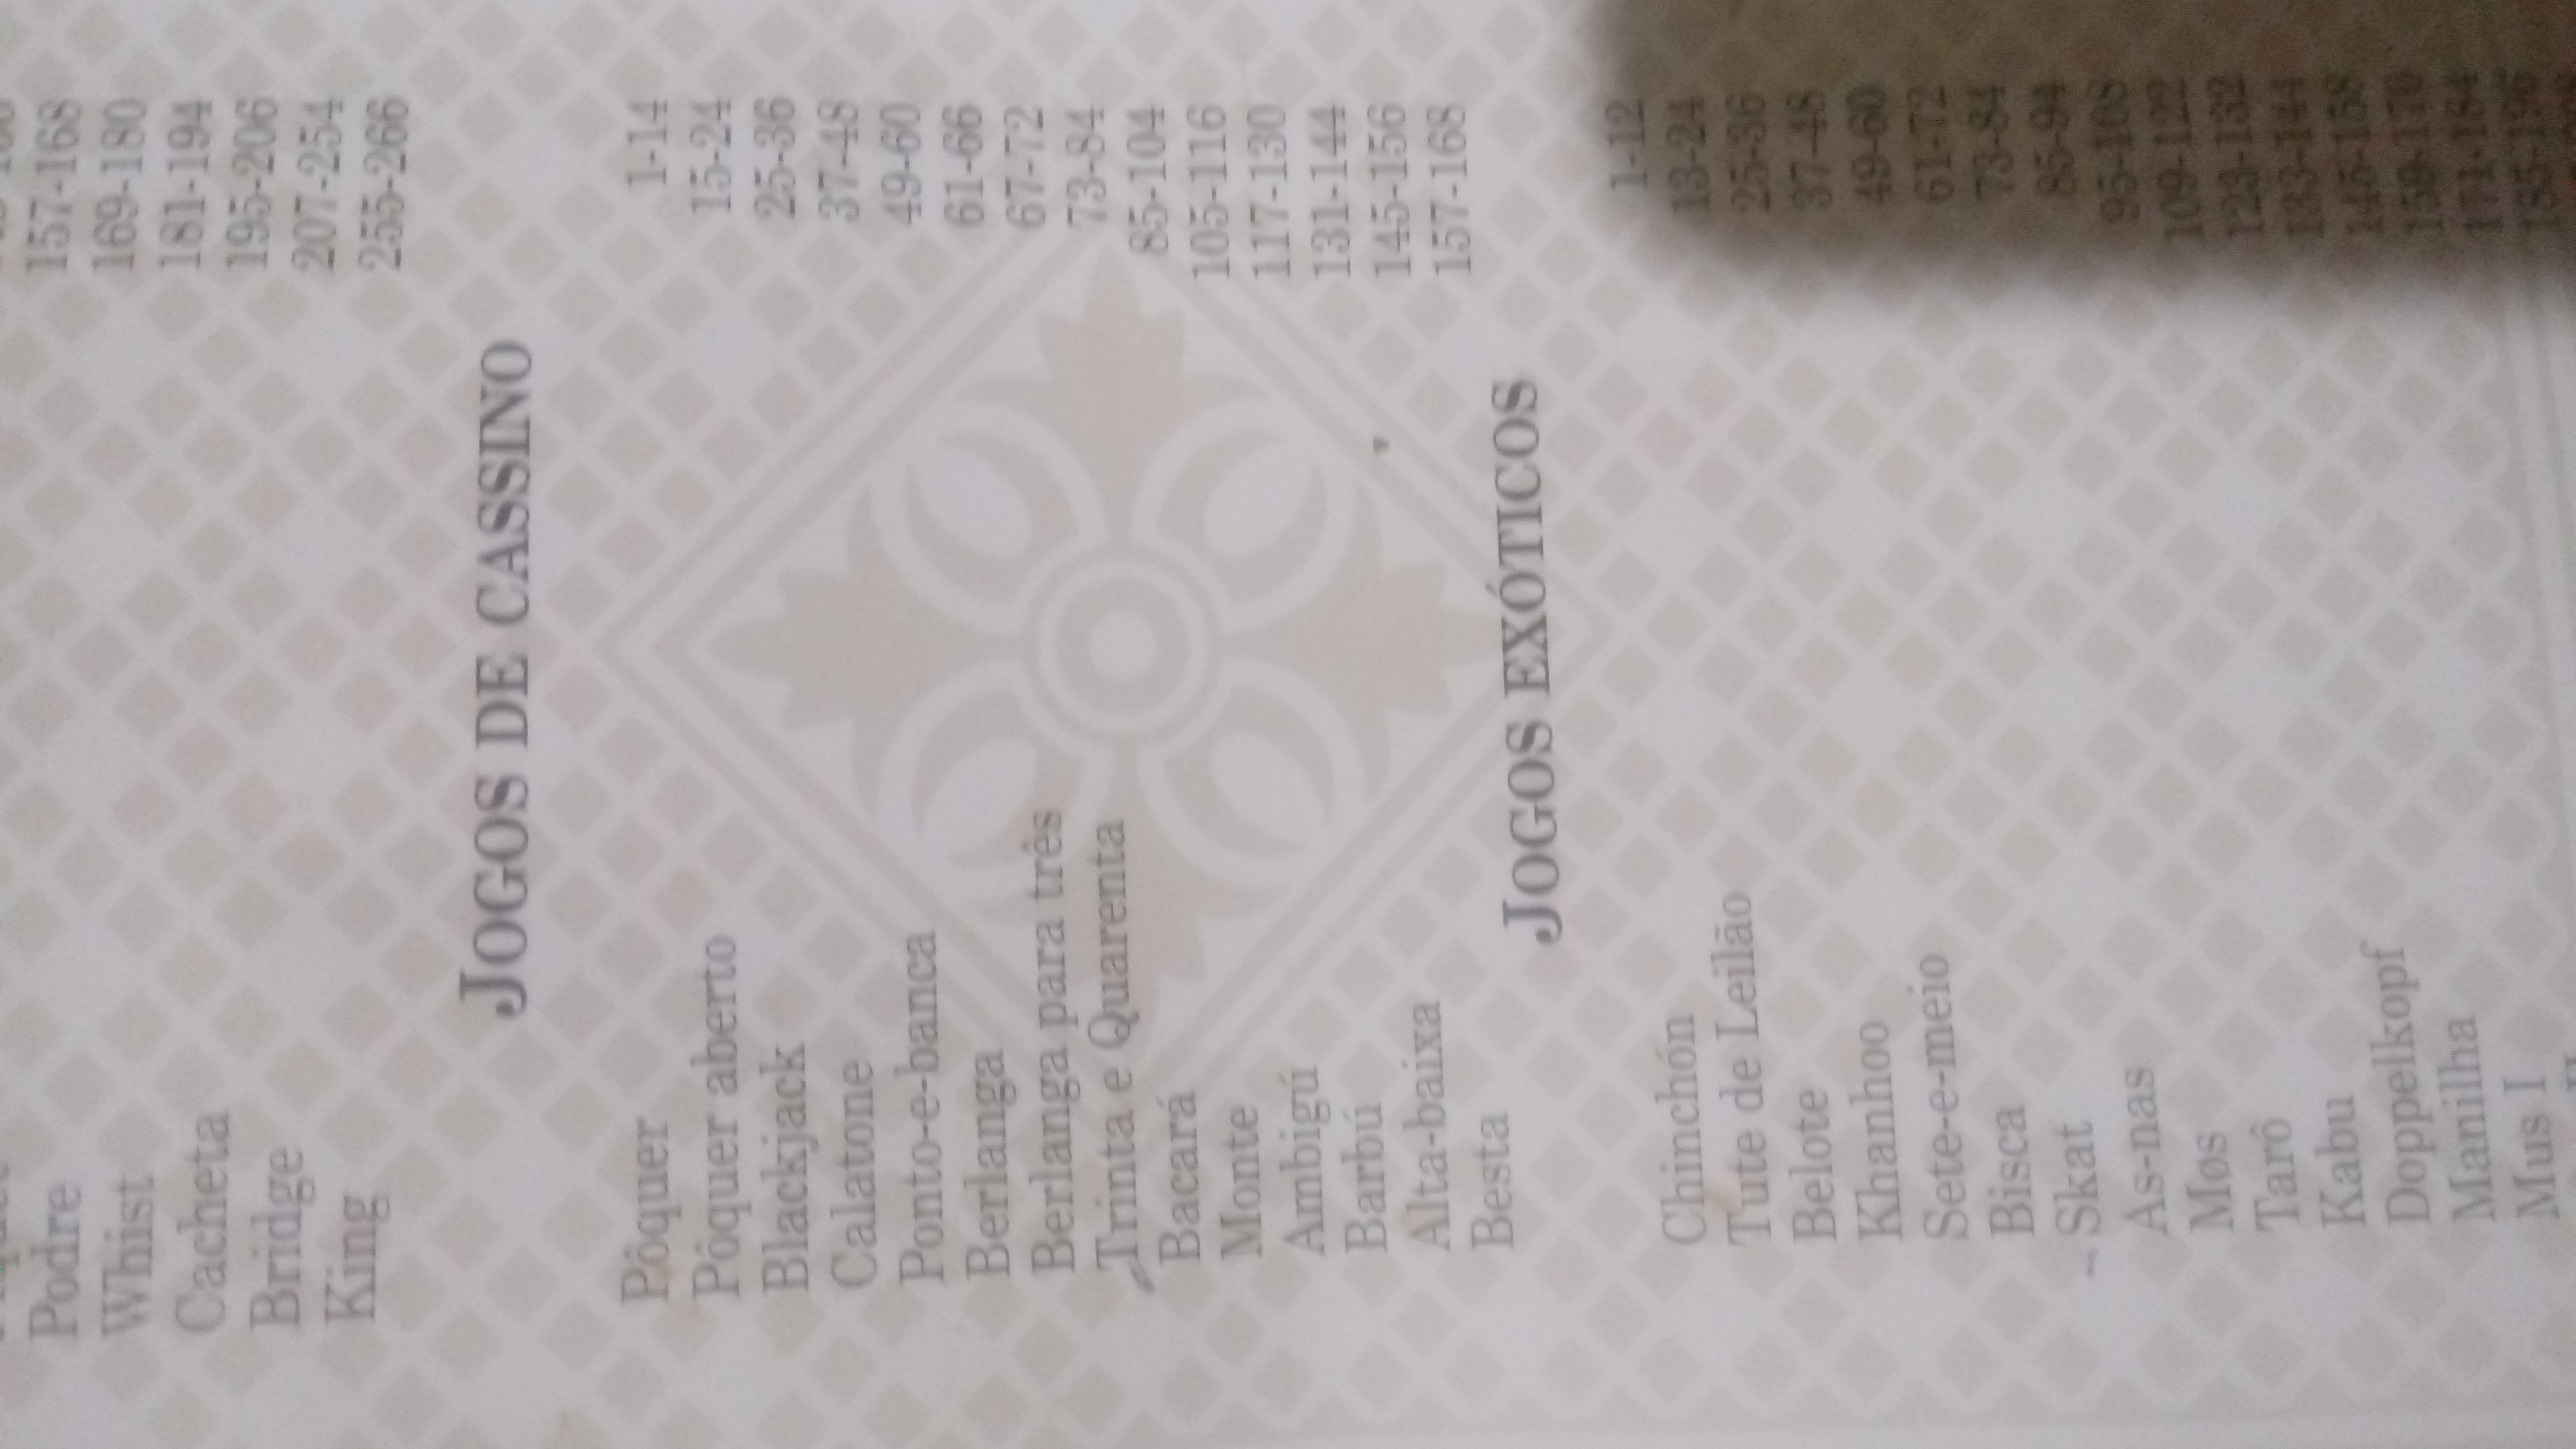 157-168
Podre 169-180
Whist 181-194
Cacheta 195-206
Bridge 207-254
King 255-266
JOGOS DE CASSINO
Pôquer 1-14
Pôquer aberto 15-24
Blackjack 25-36
Calatone 37-48
Ponto-e-banca 49-60
Berlanga 61-66
Berlanga para três 67-72
Trinta e Quarenta 73-84
Bacará 85-104
Monte 105-116
Ambigú 117-130
Barbú 131-144
Alta-baixa 145-156
Besta 157-168
JOGOS EXÓTICOS
Chinchón 1-12
Tute de Leilão 13-24
Belote 25-36
Khanhoo 37-48
Sete-e-meio 49-60
Bisca 61-72
Skat 73-84
As-nas 85-94
Møs 95-108
Tarô 109-122
Kabu 123-132
Doppelkopf 133-144
Manilha 145-158
Mus I 159-170
171-184
185-196